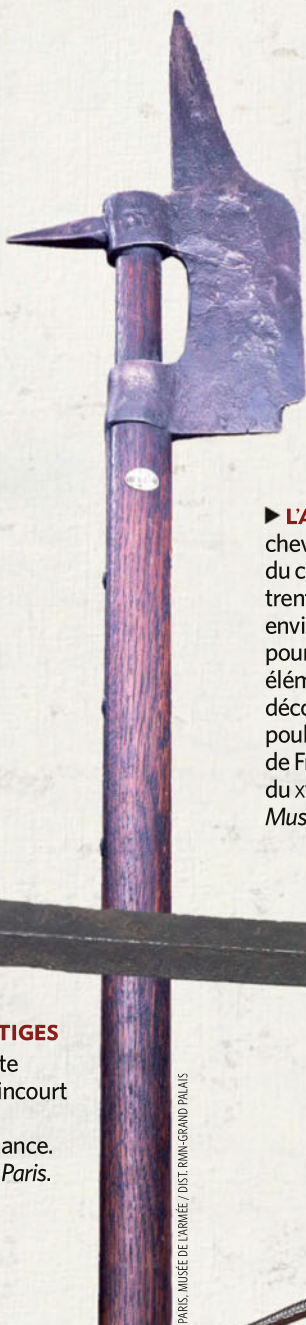 ▶ L'A
chev
du c
tren
envi
pour
élém
déco
poul
de F
du x
Mus
TIGES
te
incourt
ance.
Paris.
PARIS, MUSÉE DE L'ARMÉE / DIST. RMN-GRAND PALAIS